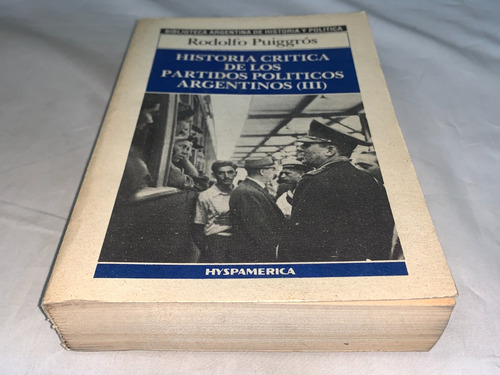 BIBLIOTECA ARGENTINA DE HISTORIA Y POLITICA
Rodolfo Puiggrós
HISTORIA CRITICA
DE LOS
PARTIDOS POLITICOS
ARGENTINOS (III)
HYSPAMERICA